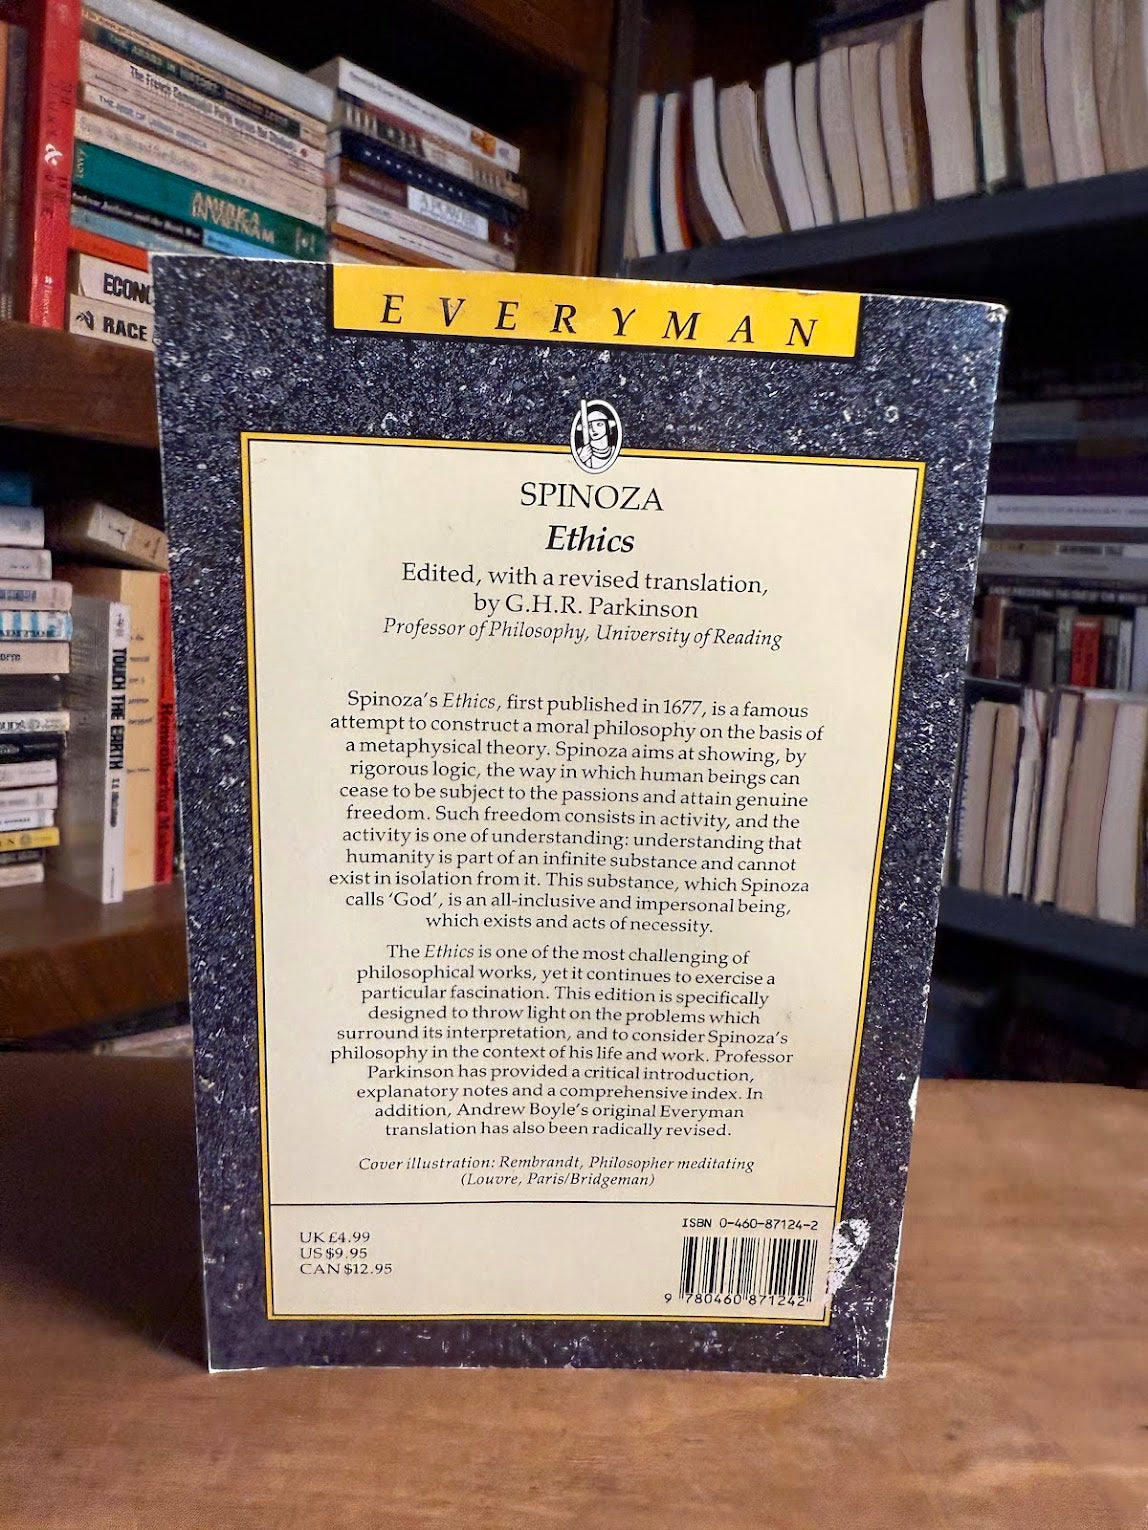 EVERYMAN
SPINOZA
Ethics
Edited, with a revised translation,
by G.H.R. Parkinson
Professor of Philosophy, University of Reading
Spinoza's Ethics, first published in 1677, is a famous
attempt to construct a moral philosophy on the basis of
a metaphysical theory. Spinoza aims at showing, by
rigorous logic, the way in which human beings can
cease to be subject to the passions and attain genuine
freedom. Such freedom consists in activity, and the
activity is one of understanding: understanding that
humanity is part of an infinite substance and cannot
exist in isolation from it. This substance, which Spinoza
calls 'God', is an all-inclusive and impersonal being,
which exists and acts of necessity.
The Ethics is one of the most challenging of
philosophical works, yet it continues to exercise a
particular fascination. This edition is specifically
designed to throw light on the problems which
surround its interpretation, and to consider Spinoza's
philosophy in the context of his life and work. Professor
Parkinson has provided a critical introduction,
explanatory notes and a comprehensive index. In
addition, Andrew Boyle's original Everyman
translation has also been radically revised.
Cover illustration: Rembrandt, Philosopher meditating
(Louvre, Paris/Bridgeman)
UK £4.99
US $9.95
CAN $12.95
ISBN 0-460-87124-2
9 780460 871242
AMERICA
IN VIETNAM
RACE
TOUCH THE EARTH